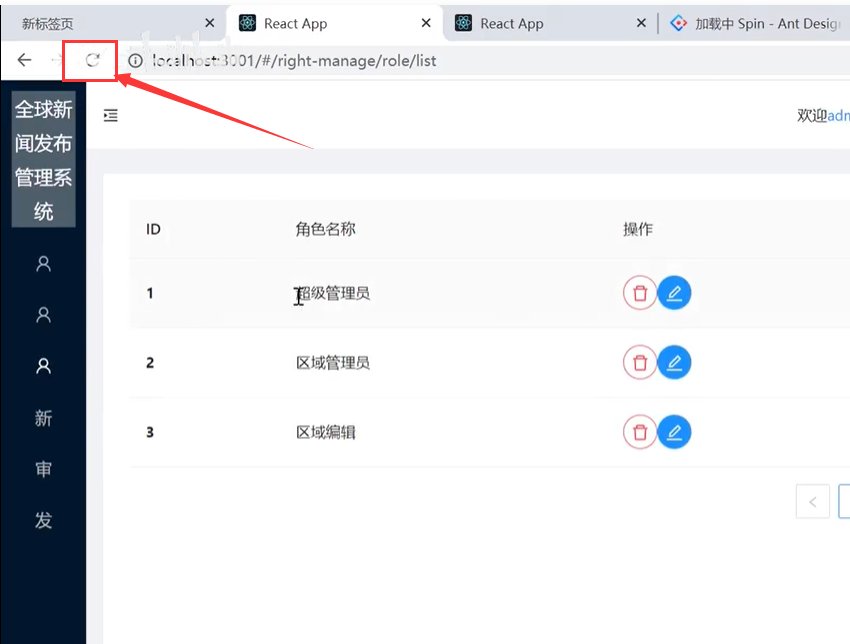 新标签页
React App
React App
加载中 Spin - Ant Design
localhost:3001/#/right-manage/role/list
全球新
闻发布
管理系
统
欢迎adm
ID 角色名称 操作
1 超级管理员
2 区域管理员
3 区域编辑
新
审
发